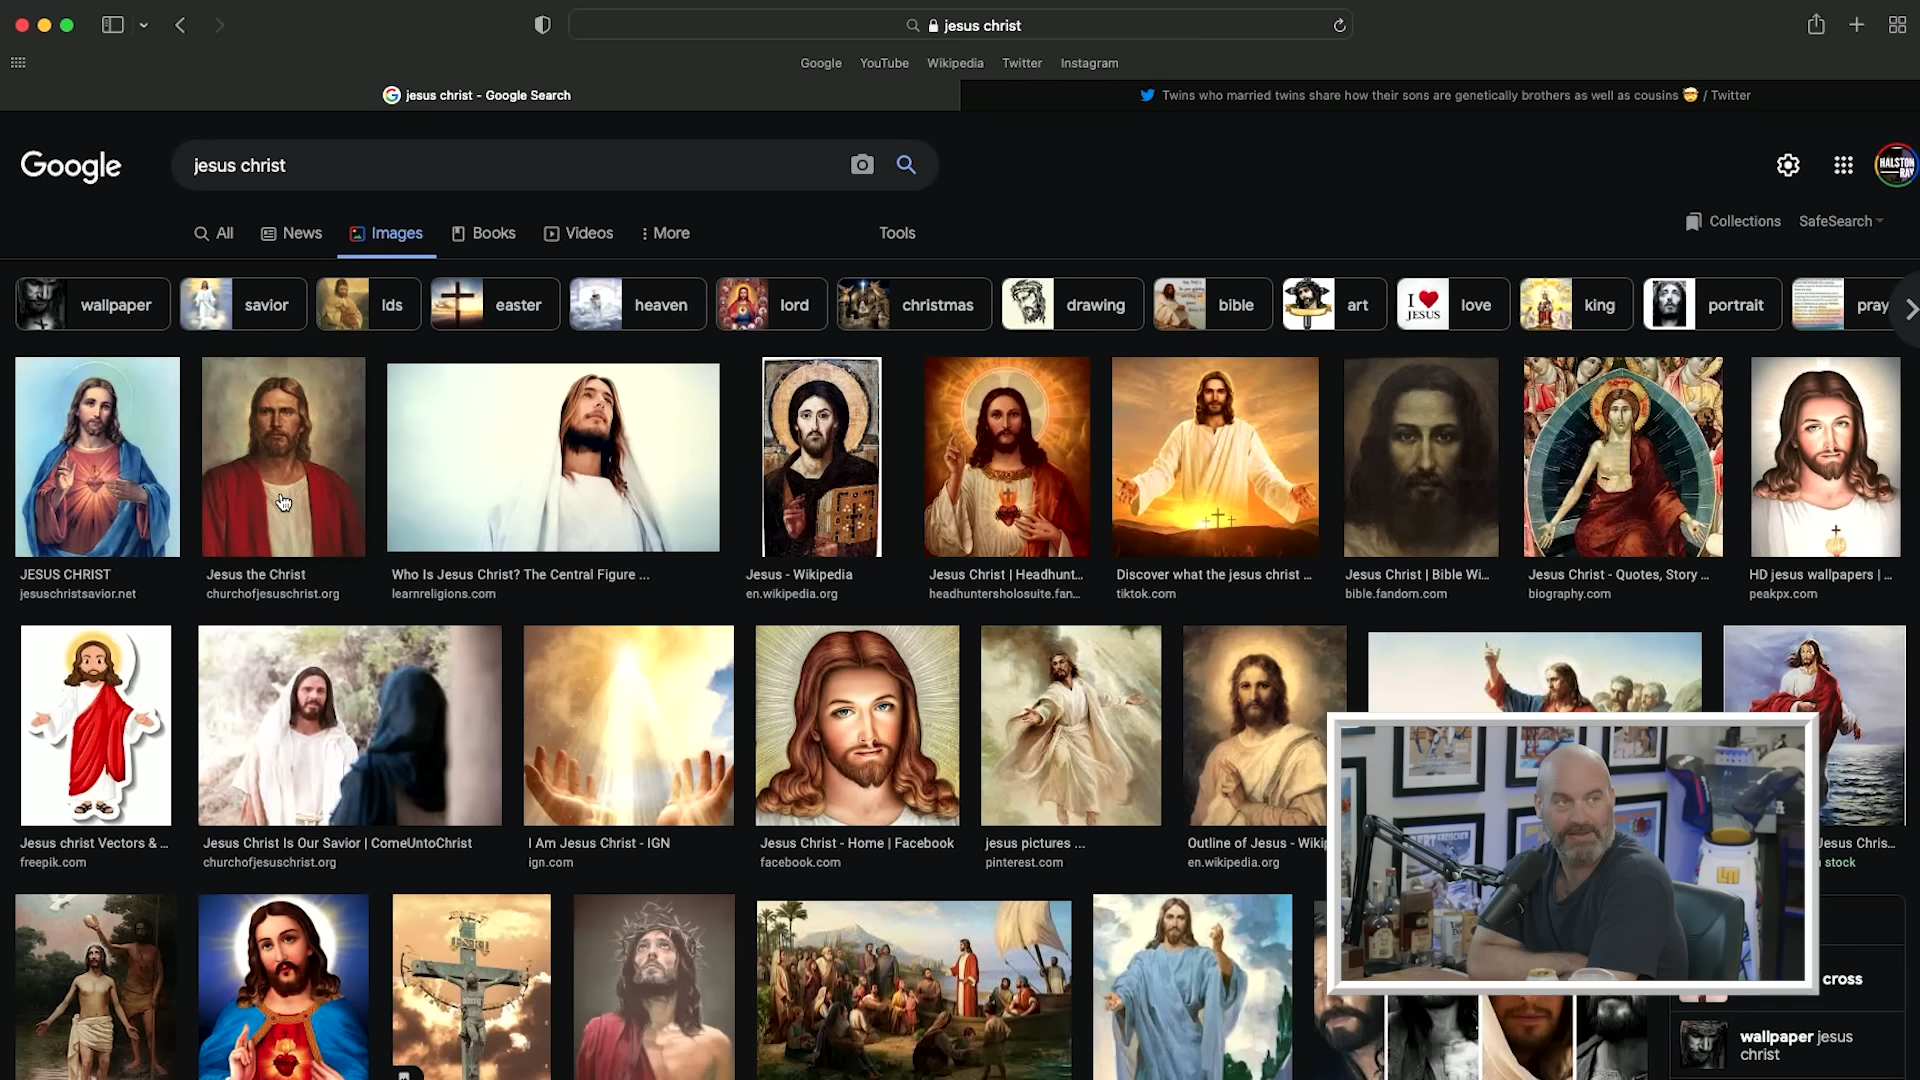 jesus christ
Google YouTube Wikipedia Twitter Instagram
jesus christ - Google Search
Twins who married twins share how their sons are genetically brothers as well as cousins 🤯 / Twitter
Google
jesus christ
HALSTON
RAY
All News Images Books Videos More Tools
Collections SafeSearch
wallpaper savior lds easter heaven lord christmas drawing bible art I ❤ JESUS love king portrait pray
JESUS CHRIST
jesuschristsavior.net
Jesus the Christ
churchofjesuschrist.org
Who Is Jesus Christ? The Central Figure ...
learnreligions.com
Jesus - Wikipedia
en.wikipedia.org
Jesus Christ | Headhunt...
headhuntersholosuite.fan...
Discover what the jesus christ ...
tiktok.com
Jesus Christ | Bible Wi...
bible.fandom.com
Jesus Christ - Quotes, Story ...
biography.com
HD jesus wallpapers | ...
peakpx.com
Jesus christ Vectors & ...
freepik.com
Jesus Christ Is Our Savior | ComeUntoChrist
churchofjesuschrist.org
I Am Jesus Christ - IGN
ign.com
Jesus Christ - Home | Facebook
facebook.com
jesus pictures ...
pinterest.com
Outline of Jesus - Wikip
en.wikipedia.org
Jesus Chris...
stock
cross
wallpaper jesus
christ